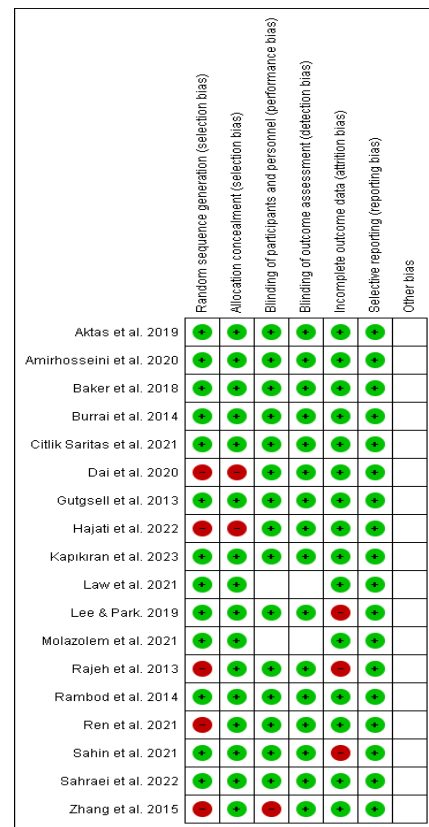 Random sequence generation (selection bias)
Allocation concealment (selection bias)
Blinding of participants and personnel (performance bias)
Blinding of outcome assessment (detection bias)
Incomplete outcome data (attrition bias)
Selective reporting (reporting bias)
Other bias
Aktas et al. 2019 + + + + + +
Amirhosseini et al. 2020 + + + + + +
Baker et al. 2018 + + + + + +
Burrai et al. 2014 + + + + + +
Citlik Saritas et al. 2021 + + + + + +
Dai et al. 2020 - - + + + +
Gutgsell et al. 2013 + + + + + +
Hajati et al. 2022 - - + + + +
Kapıkıran et al. 2023 + + + + + +
Law et al. 2021 + + + +
Lee & Park. 2019 + + + + - +
Molazolem et al. 2021 + + + +
Rajeh et al. 2013 - + + + - +
Rambod et al. 2014 + + + + + +
Ren et al. 2021 - + + + + +
Sahin et al. 2021 + + + + - +
Sahraei et al. 2022 + + + + + +
Zhang et al. 2015 - + - + + +